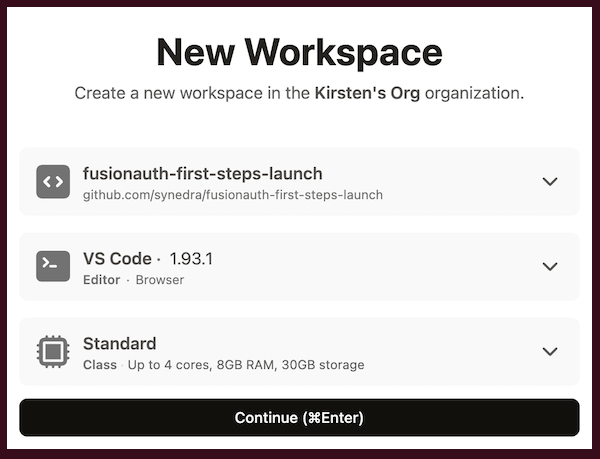 New Workspace
Create a new workspace in the Kirsten's Org organization.
fusionauth-first-steps-launch
github.com/synedra/fusionauth-first-steps-launch
VS Code · 1.93.1
Editor · Browser
Standard
Class · Up to 4 cores, 8GB RAM, 30GB storage
Continue (⌘Enter)